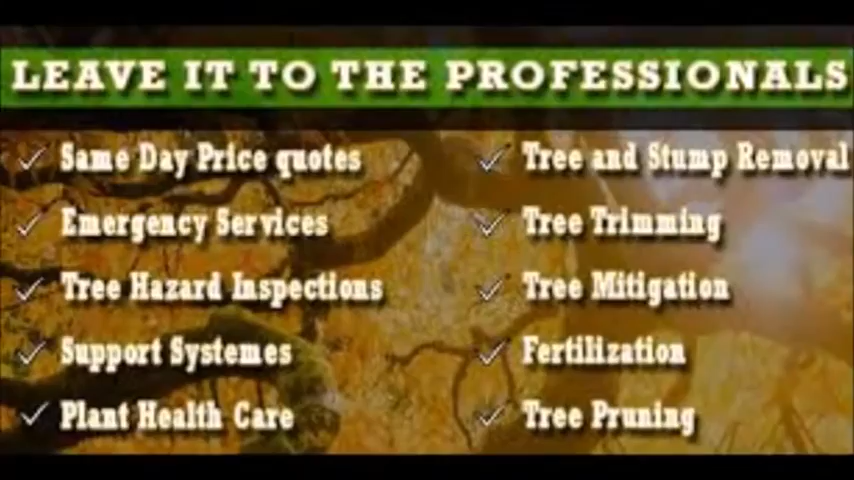 LEAVE IT TO THE PROFESSIONALS
Same Day Price quotes
Emergency Services
Tree Hazard Inspections
Support Systemes
Plant Health Care
Tree and Stump Removal
Tree Trimming
Tree Mitigation
Fertilization
Tree Pruning